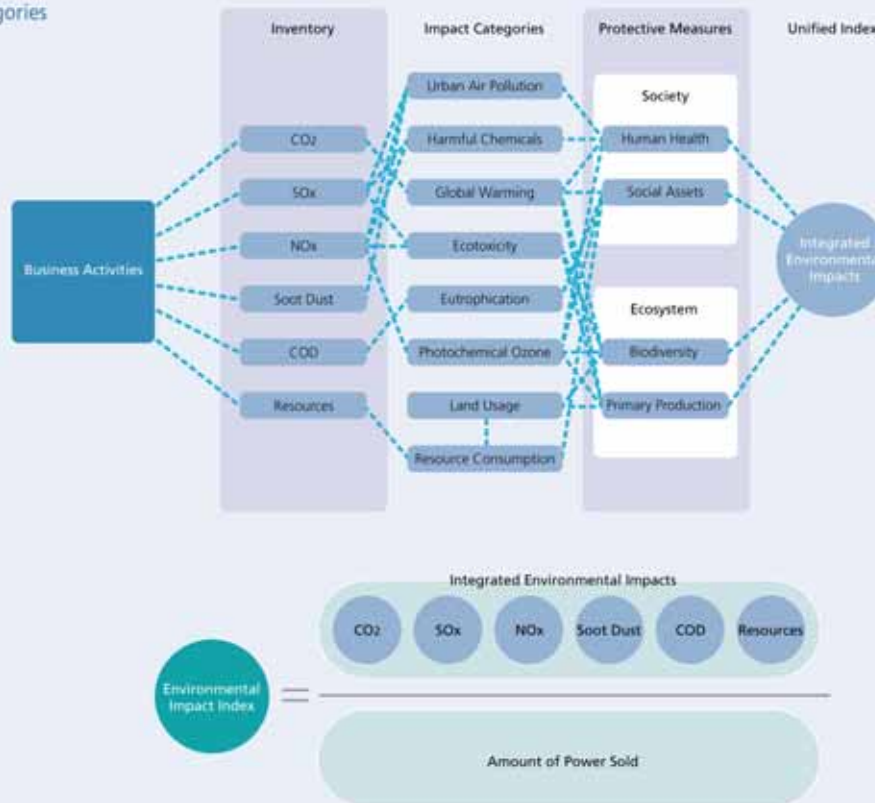 gories
Inventory
Impact Categories
Protective Measures
Unified Index
Urban Air Pollution
Society
CO2
Harmful Chemicals
Human Health
SOx
Global Warming
Social Assets
Business Activities
NOx
Ecotoxicity
Integrated
Environmental
Impacts
Soot Dust
Eutrophication
Ecosystem
COD
Photochemical Ozone
Biodiversity
Resources
Land Usage
Primary Production
Resource Consumption
Integrated Environmental Impacts
CO2
SOx
NOx
Soot Dust
COD
Resources
Environmental
Impact Index
=
Amount of Power Sold